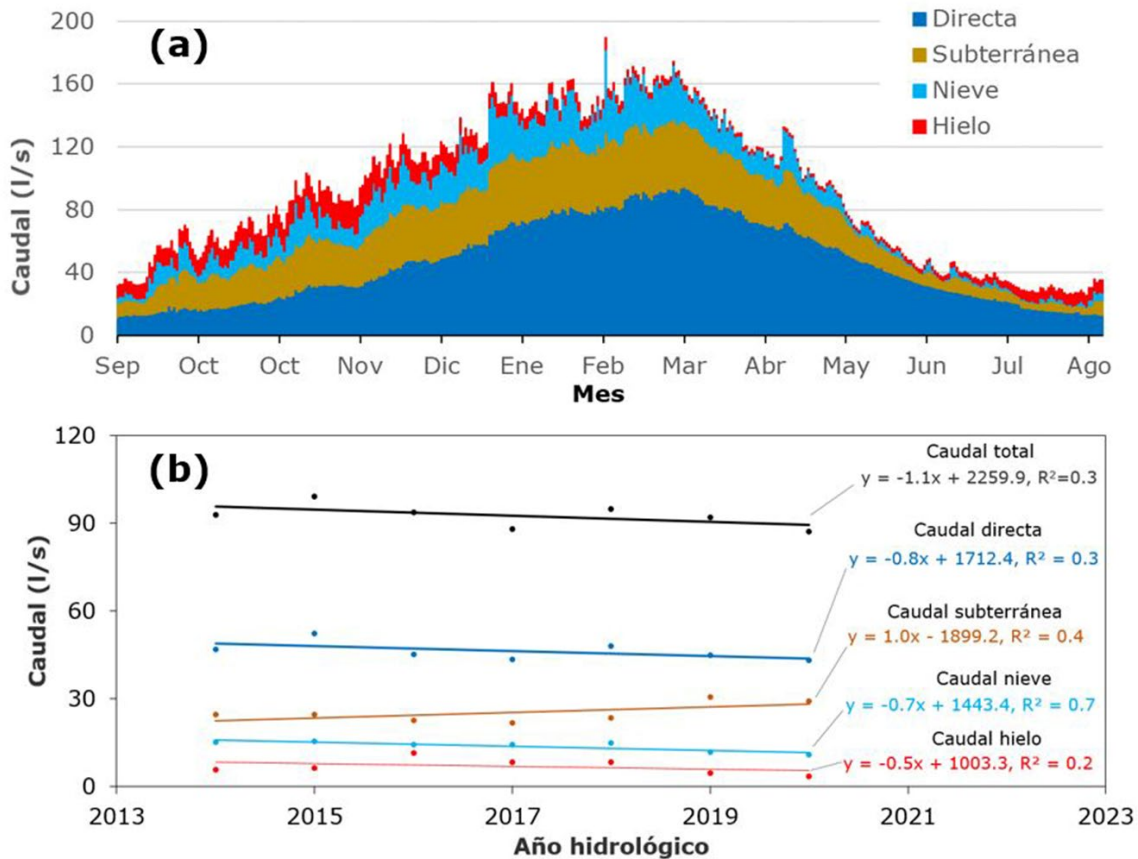 (a)
200
160
120
80
40
0
Caudal (l/s)
Directa
Subterránea
Nieve
Hielo
Sep Oct Oct Nov Dic Ene Feb Mar Abr May Jun Jul Ago
Mes
(b)
120
90
60
30
0
Caudal (l/s)
Caudal total
y = -1.1x + 2259.9, R²=0.3
Caudal directa
y = -0.8x + 1712.4, R² = 0.3
Caudal subterránea
y = 1.0x - 1899.2, R² = 0.4
Caudal nieve
y = -0.7x + 1443.4, R² = 0.7
Caudal hielo
y = -0.5x + 1003.3, R² = 0.2
2013 2015 2017 2019 2021 2023
Año hidrológico